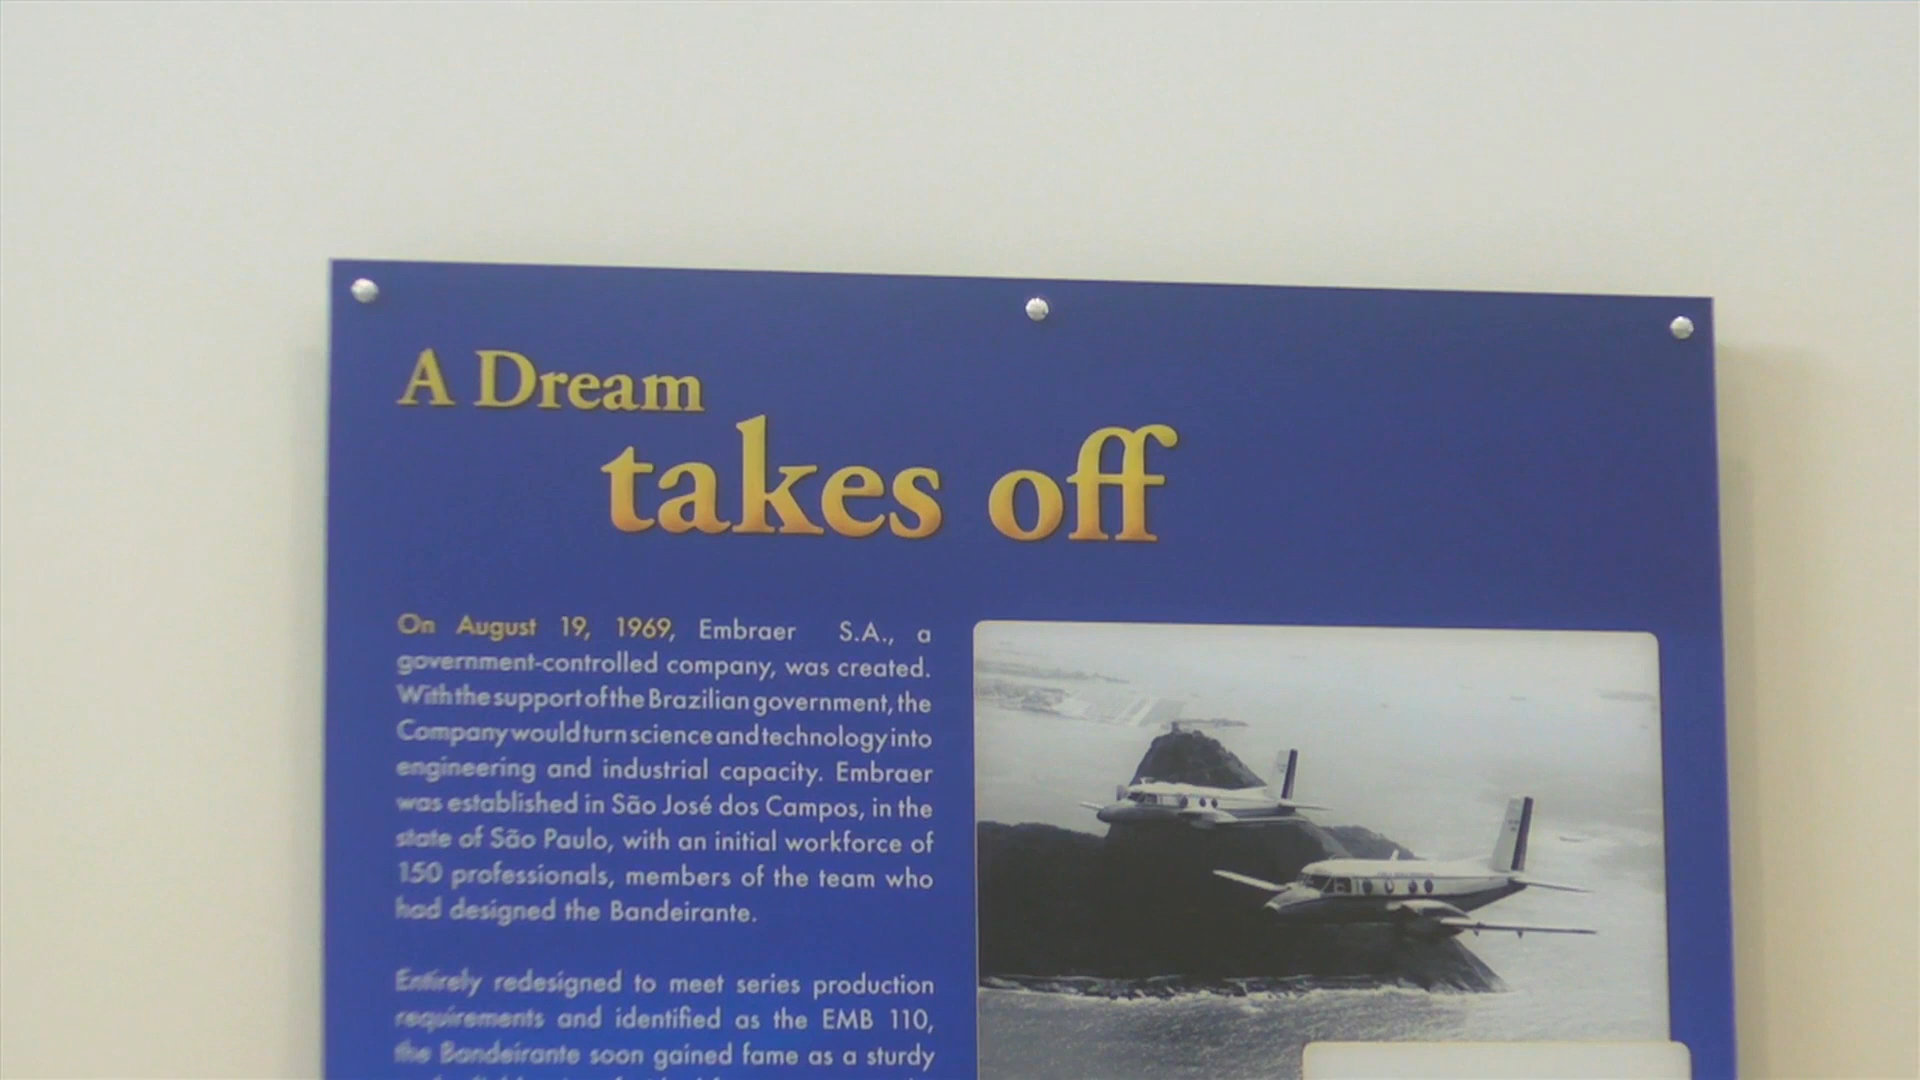 A Dream
takes off
On August 19, 1969, Embraer S.A., a
government-controlled company, was created.
With the support of the Brazilian government, the
Company would turn science and technology into
engineering and industrial capacity. Embraer
was established in São José dos Campos, in the
state of São Paulo, with an initial workforce of
150 professionals, members of the team who
had designed the Bandeirante.
Entirely redesigned to meet series production
requirements and identified as the EMB 110,
the Bandeirante soon gained fame as a sturdy